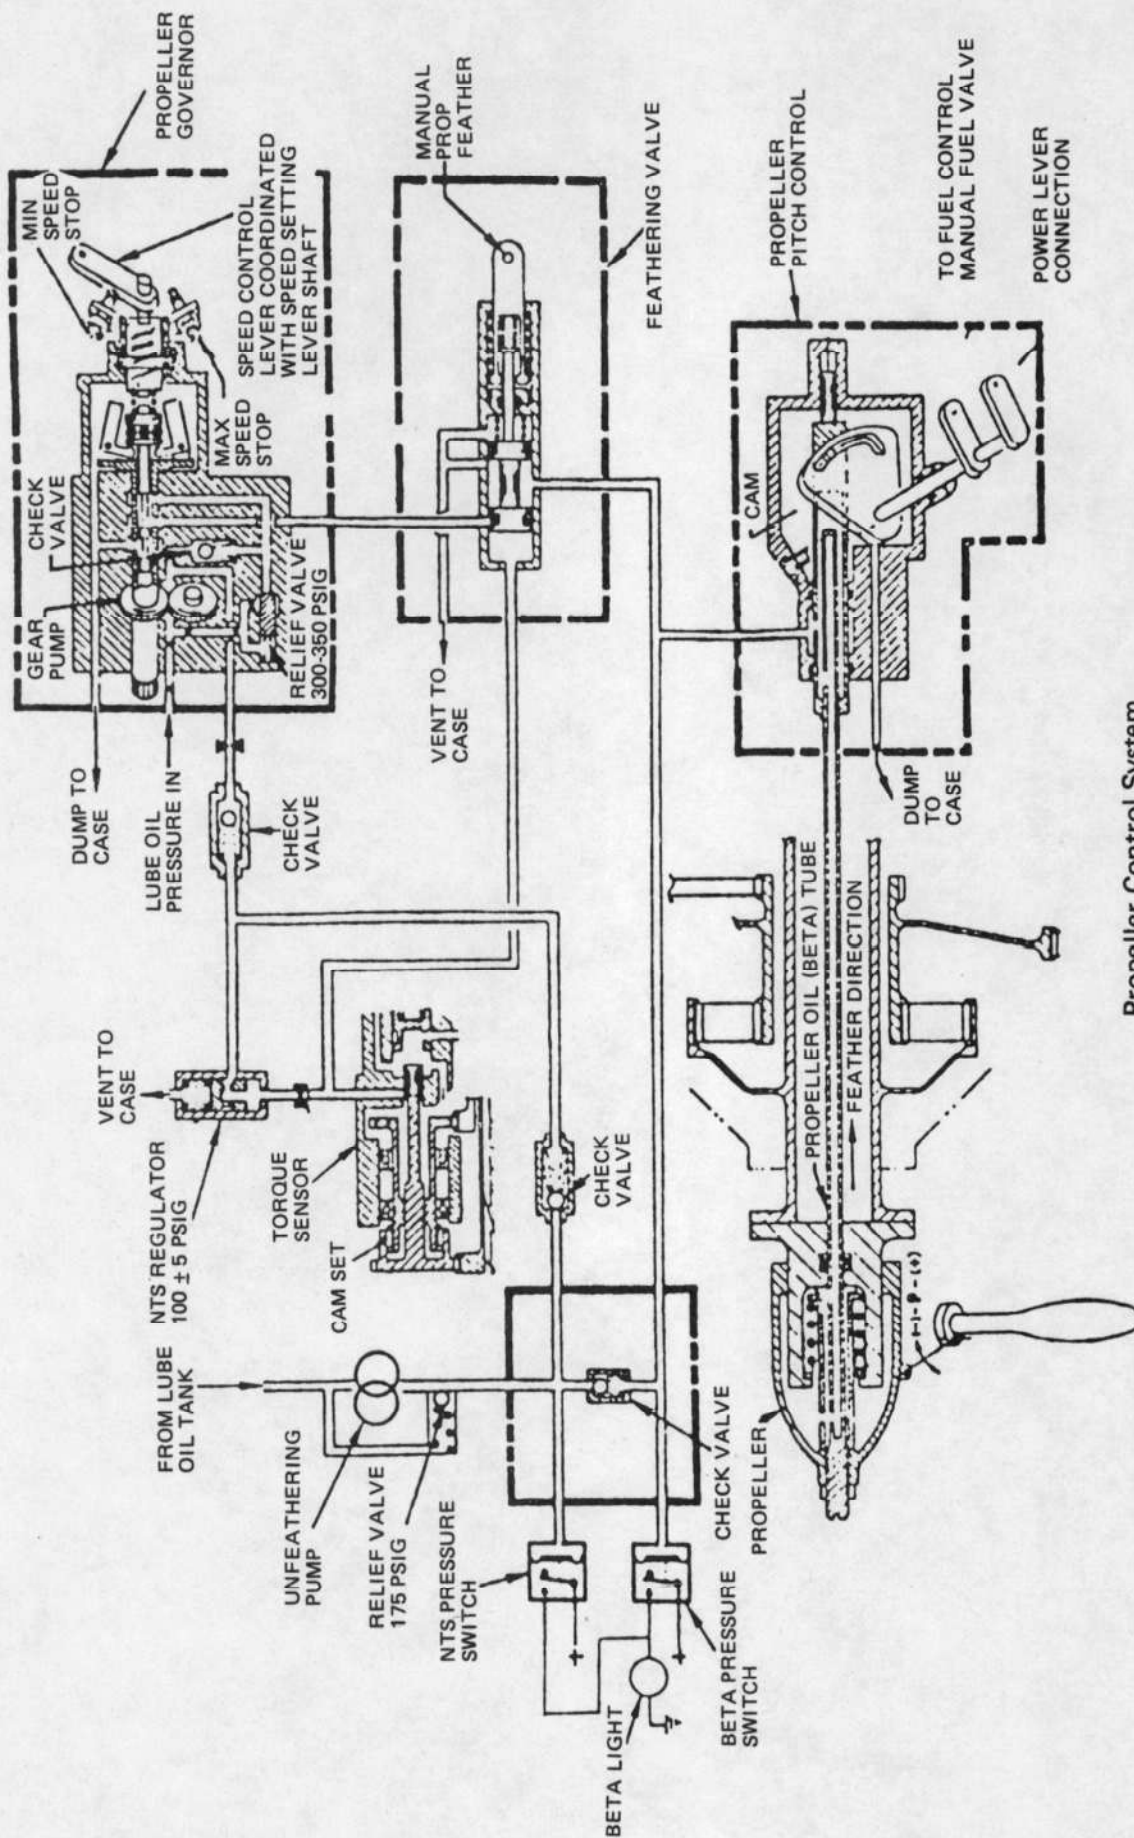 PROPELLER
GOVERNOR
MIN
SPEED
STOP
SPEED CONTROL
LEVER COORDINATED
WITH SPEED SETTING
LEVER SHAFT
MAX
SPEED
STOP
CHECK
VALVE
GEAR
PUMP
RELIEF VALVE
300-350 PSIG
DUMP TO
CASE
LUBE OIL
PRESSURE IN
CHECK
VALVE
MANUAL
PROP
FEATHER
FEATHERING VALVE
VENT TO
CASE
VENT TO
CASE
NTS REGULATOR
100 ± 5 PSIG
TORQUE
SENSOR
CAM SET
CHECK
VALVE
FROM LUBE
OIL TANK
UNFEATHERING
PUMP
RELIEF VALVE
175 PSIG
NTS PRESSURE
SWITCH
CHECK VALVE
BETA LIGHT
BETA PRESSURE
SWITCH
PROPELLER
PITCH CONTROL
CAM
TO FUEL CONTROL
MANUAL FUEL VALVE
POWER LEVER
CONNECTION
DUMP
TO
CASE
PROPELLER OIL (BETA) TUBE
FEATHER DIRECTION
PROPELLER
(+)
Propeller Control System